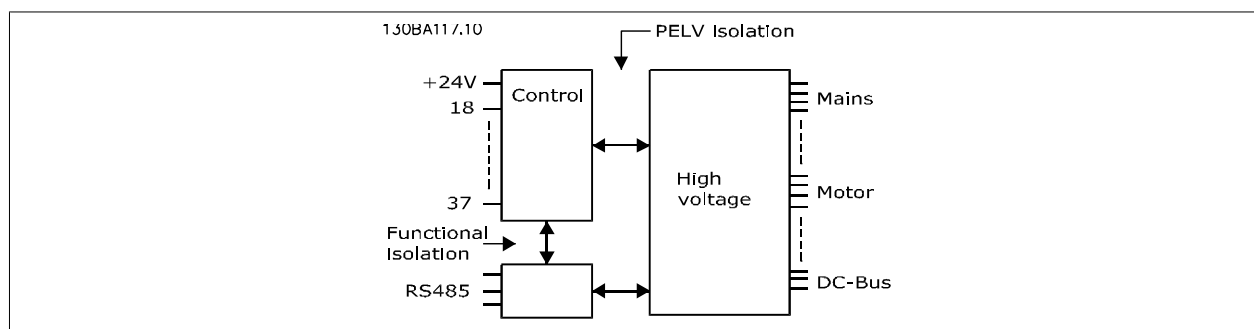 130BA117.10
PELV Isolation
+24V
18
37
Control
High
voltage
Mains
Motor
DC-Bus
Functional
Isolation
RS485